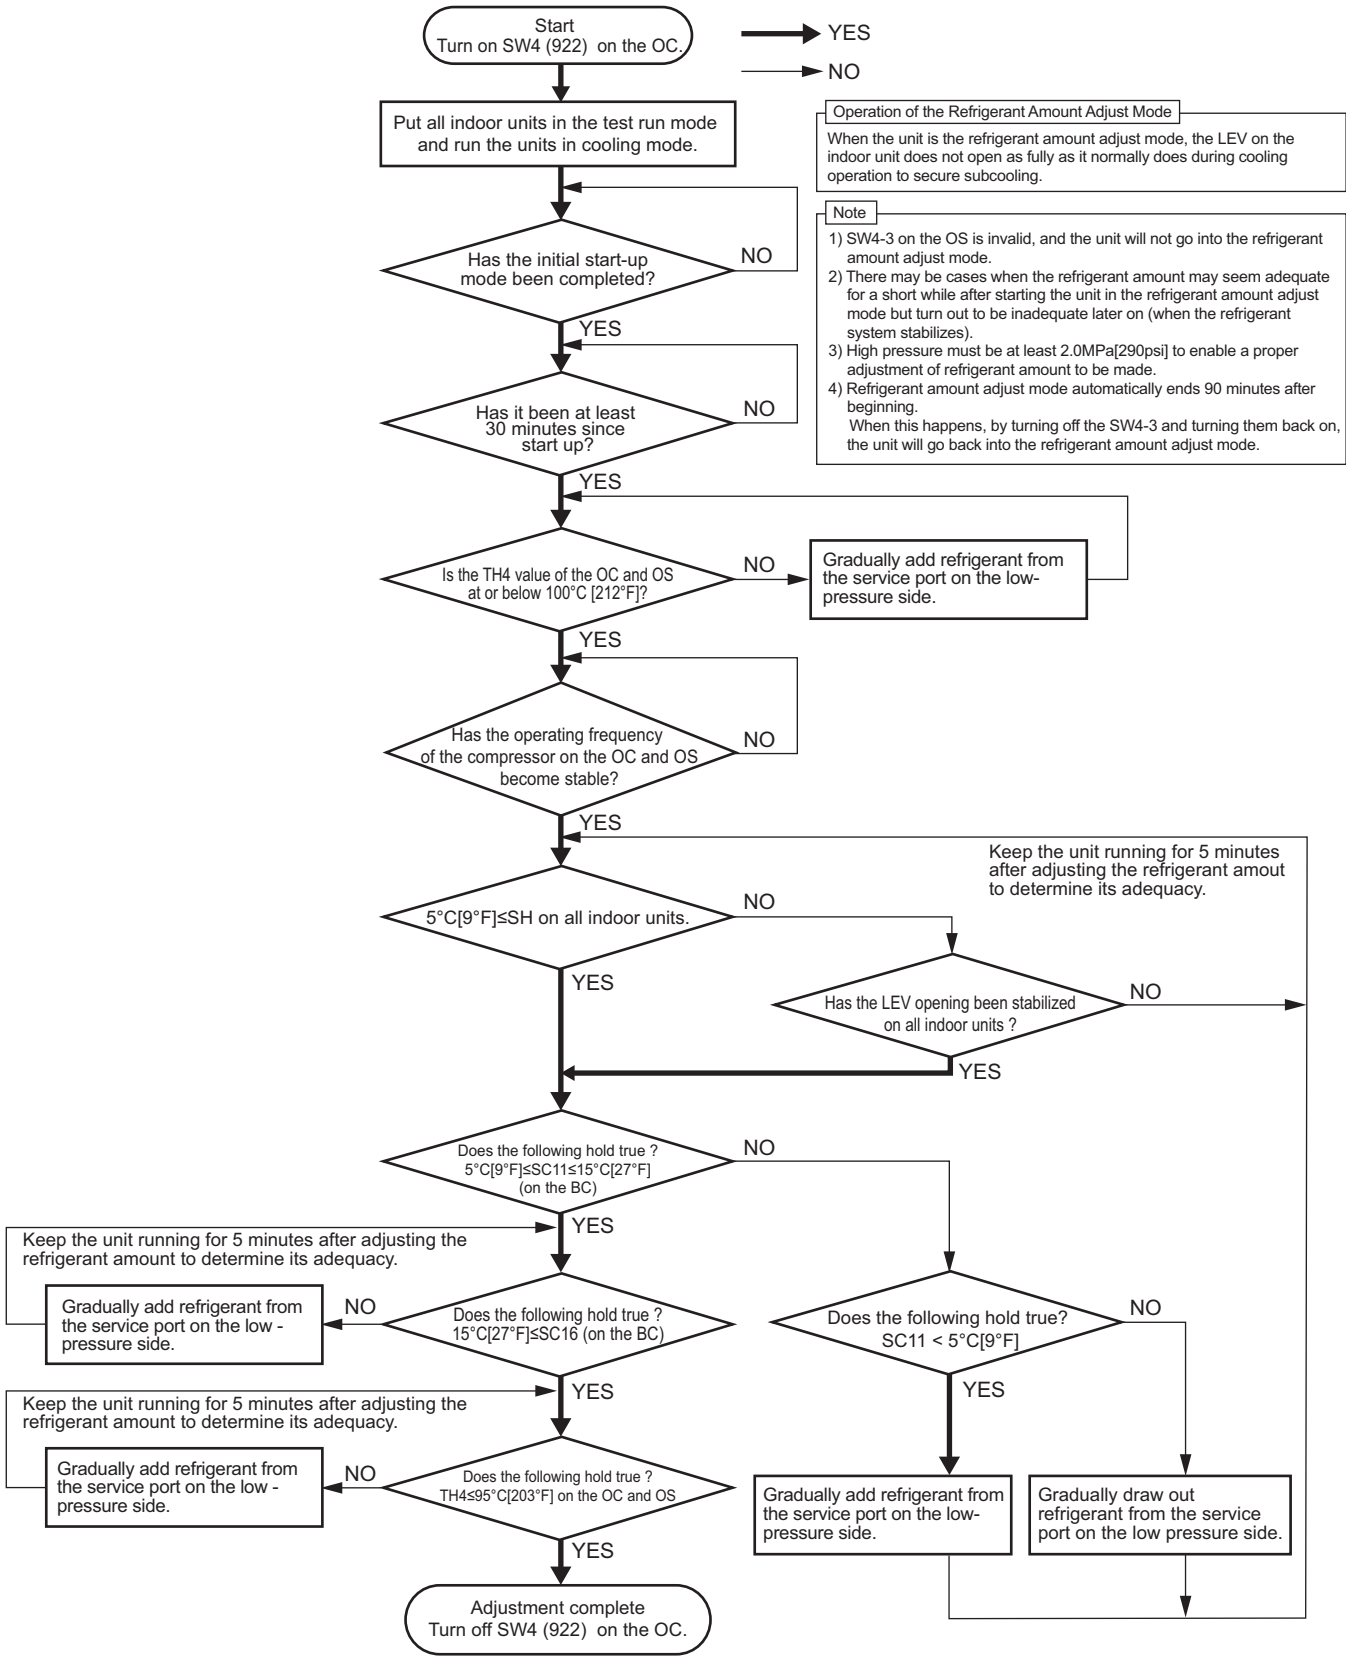 Start
Turn on SW4 (922) on the OC.
YES
NO
Put all indoor units in the test run mode
and run the units in cooling mode.
Operation of the Refrigerant Amount Adjust Mode
When the unit is the refrigerant amount adjust mode, the LEV on the
indoor unit does not open as fully as it normally does during cooling
operation to secure subcooling.
Note
1) SW4-3 on the OS is invalid, and the unit will not go into the refrigerant
amount adjust mode.
2) There may be cases when the refrigerant amount may seem adequate
for a short while after starting the unit in the refrigerant amount adjust
mode but turn out to be inadequate later on (when the refrigerant
system stabilizes).
3) High pressure must be at least 2.0MPa[290psi] to enable a proper
adjustment of refrigerant amount to be made.
4) Refrigerant amount adjust mode automatically ends 90 minutes after
beginning.
When this happens, by turning off the SW4-3 and turning them back on,
the unit will go back into the refrigerant amount adjust mode.
Has the initial start-up
mode been completed?
NO
YES
Has it been at least
30 minutes since
start up?
NO
YES
Is the TH4 value of the OC and OS
at or below 100°C [212°F]?
NO
Gradually add refrigerant from
the service port on the low-
pressure side.
YES
Has the operating frequency
of the compressor on the OC and OS
become stable?
NO
YES
Keep the unit running for 5 minutes
after adjusting the refrigerant amout
to determine its adequacy.
5°C[9°F]≤SH on all indoor units.
NO
YES
Has the LEV opening been stabilized
on all indoor units ?
NO
YES
Does the following hold true ?
5°C[9°F]≤SC11≤15°C[27°F]
(on the BC)
NO
YES
Keep the unit running for 5 minutes after adjusting the
refrigerant amount to determine its adequacy.
Gradually add refrigerant from
the service port on the low -
pressure side.
NO
Does the following hold true ?
15°C[27°F]≤SC16 (on the BC)
Does the following hold true?
SC11 < 5°C[9°F]
NO
YES
YES
Keep the unit running for 5 minutes after adjusting the
refrigerant amount to determine its adequacy.
Gradually add refrigerant from
the service port on the low -
pressure side.
NO
Does the following hold true ?
TH4≤95°C[203°F] on the OC and OS
Gradually add refrigerant from
the service port on the low-
pressure side.
Gradually draw out
refrigerant from the service
port on the low pressure side.
YES
Adjustment complete
Turn off SW4 (922) on the OC.